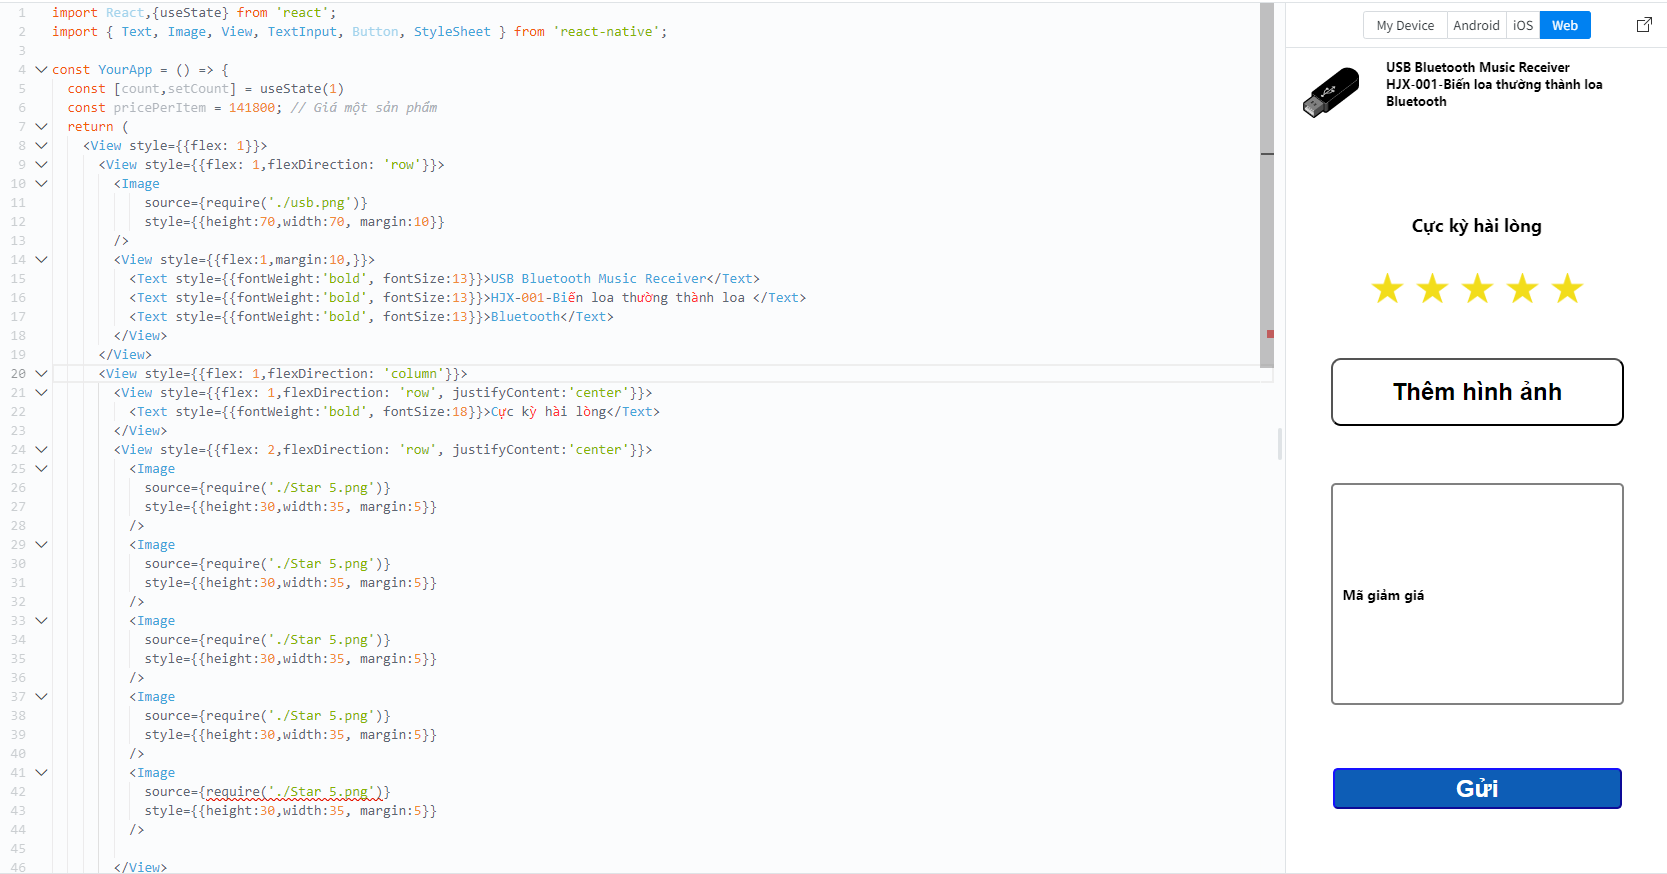 1 import React,{useState} from 'react';
2 import { Text, Image, View, TextInput, Button, StyleSheet } from 'react-native';
3
4 const YourApp = () => {
5 const [count,setCount] = useState(1)
6 const pricePerItem = 141800; // Giá một sản phẩm
7 return (
8 <View style={{flex: 1}}>
9 <View style={{flex: 1,flexDirection: 'row'}}>
10 <Image
11 source={require('./usb.png')}
12 style={{height:70,width:70, margin:10}}
13 />
14 <View style={{flex:1,margin:10,}}>
15 <Text style={{fontWeight:'bold', fontSize:13}}>USB Bluetooth Music Receiver</Text>
16 <Text style={{fontWeight:'bold', fontSize:13}}>HJX-001-Biến loa thường thành loa </Text>
17 <Text style={{fontWeight:'bold', fontSize:13}}>Bluetooth</Text>
18 </View>
19 </View>
20 <View style={{flex: 1,flexDirection: 'column'}}>
21 <View style={{flex: 1,flexDirection: 'row', justifyContent:'center'}}>
22 <Text style={{fontWeight:'bold', fontSize:18}}>Cực kỳ hài lòng</Text>
23 </View>
24 <View style={{flex: 2,flexDirection: 'row', justifyContent:'center'}}>
25 <Image
26 source={require('./Star 5.png')}
27 style={{height:30,width:35, margin:5}}
28 />
29 <Image
30 source={require('./Star 5.png')}
31 style={{height:30,width:35, margin:5}}
32 />
33 <Image
34 source={require('./Star 5.png')}
35 style={{height:30,width:35, margin:5}}
36 />
37 <Image
38 source={require('./Star 5.png')}
39 style={{height:30,width:35, margin:5}}
40 />
41 <Image
42 source={require('./Star 5.png')}
43 style={{height:30,width:35, margin:5}}
44 />
45
46 </View>
My Device Android iOS Web
USB Bluetooth Music Receiver
HJX-001-Biến loa thường thành loa
Bluetooth
Cực kỳ hài lòng
Thêm hình ảnh
Mã giảm giá
Gửi